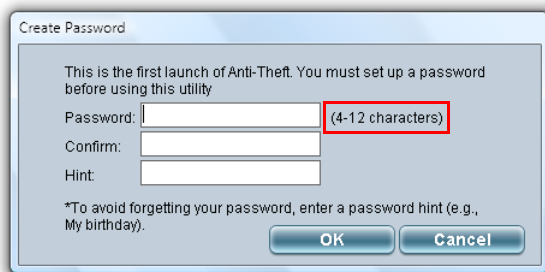 Create Password
This is the first launch of Anti-Theft. You must set up a password
before using this utility
Password: (4-12 characters)
Confirm:
Hint:
*To avoid forgetting your password, enter a password hint (e.g.,
My birthday).
OK Cancel